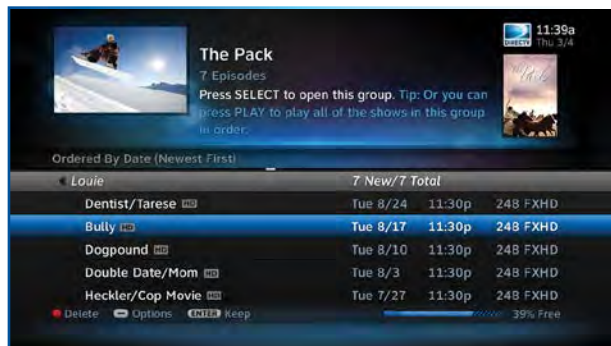 11:39a
DIRECTV Thu 3/4
The Pack
7 Episodes
Press SELECT to open this group. Tip: Or you can
press PLAY to play all of the shows in this group
in order.
Ordered By Date (Newest First)
Louie 7 New/7 Total
Dentist/Tarese HD Tue 8/24 11:30p 248 FXHD
Bully HD Tue 8/17 11:30p 248 FXHD
Dogpound HD Tue 8/10 11:30p 248 FXHD
Double Date/Mom HD Tue 8/3 11:30p 248 FXHD
Heckler/Cop Movie HD Tue 7/27 11:30p 248 FXHD
Delete Options ENTER Keep 39% Free